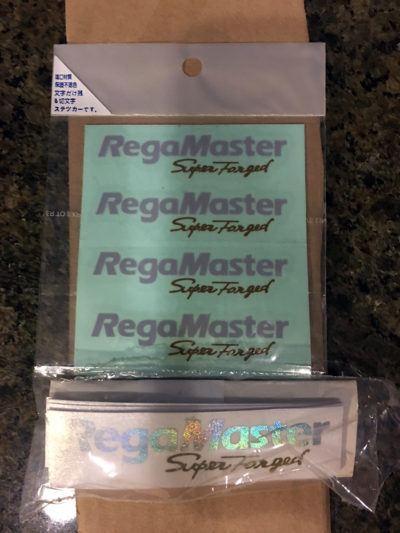 文字だけ残
&切文字
ステッカーです。
RegaMaster
Super Forged
RegaMaster
Super Forged
RegaMaster
Super Forged
RegaMaster
Super Forged
RegaMaster
Super Forged